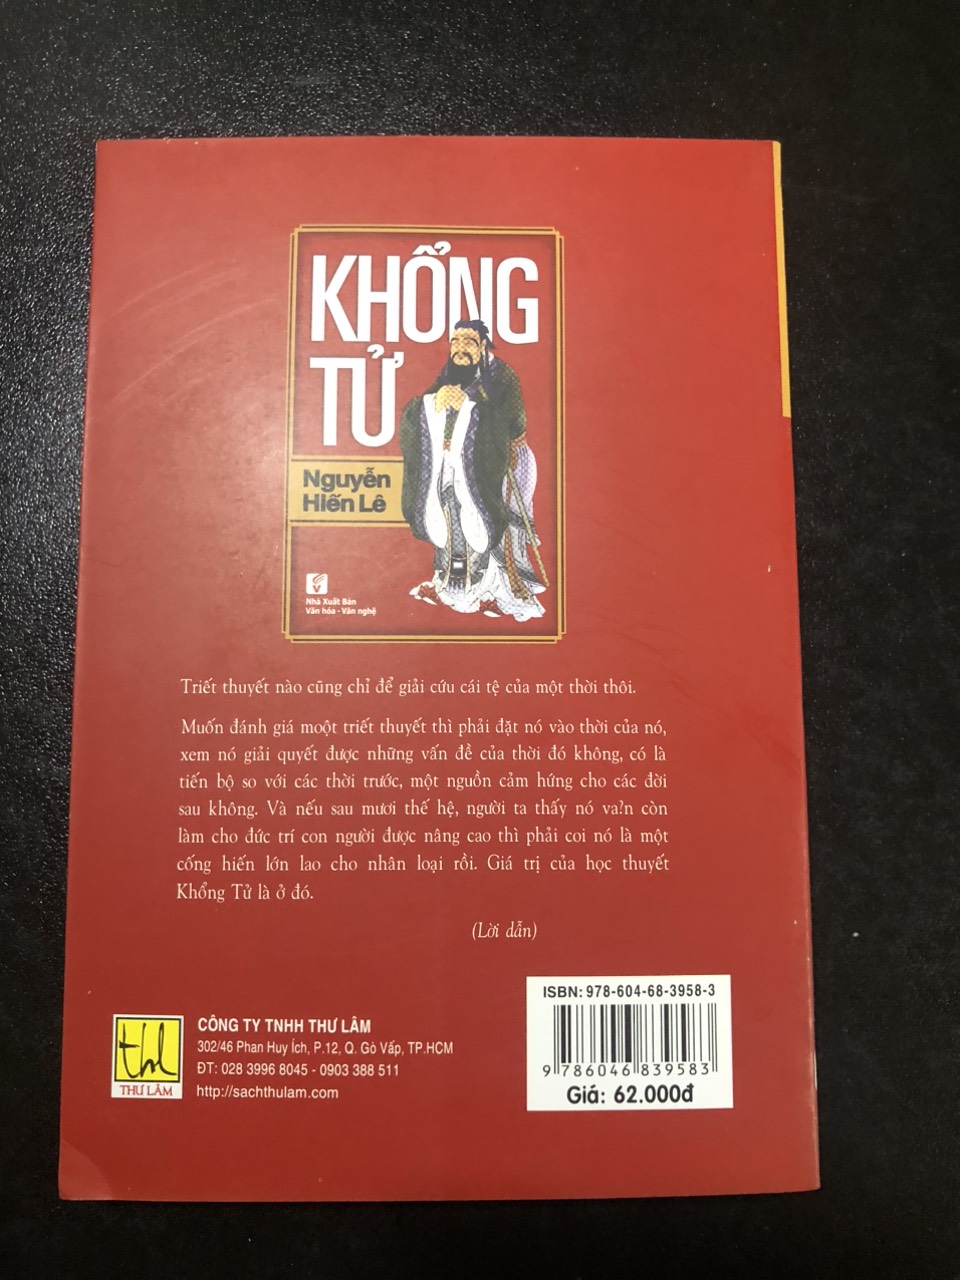 KHỔNG
TỬ
Nguyễn
Hiến Lê
Nhà Xuất Bản
Văn hóa - Văn nghệ
Triết thuyết nào cũng chỉ để giải cứu cái tệ của một thời thôi.
Muốn đánh giá moột triết thuyết thì phải đặt nó vào thời của nó,
xem nó giải quyết được những vấn đề của thời đó không, có là
tiến bộ so với các thời trước, một nguồn cảm hứng cho các đời
sau không. Và nếu sau mươi thế hệ, người ta thấy nó va?n còn
làm cho đức trí con người được nâng cao thì phải coi nó là một
cống hiến lớn lao cho nhân loại rồi. Giá trị của học thuyết
Khổng Tử là ở đó.
(Lời dẫn)
ISBN: 978-604-68-3958-3
9 786046 839583
Giá: 62.000đ
thl
THƯ LÂM
CÔNG TY TNHH THƯ LÂM
302/46 Phan Huy Ích, P.12, Q. Gò Vấp, TP.HCM
ĐT: 028 3996 8045 - 0903 388 511
http://sachthulam.com